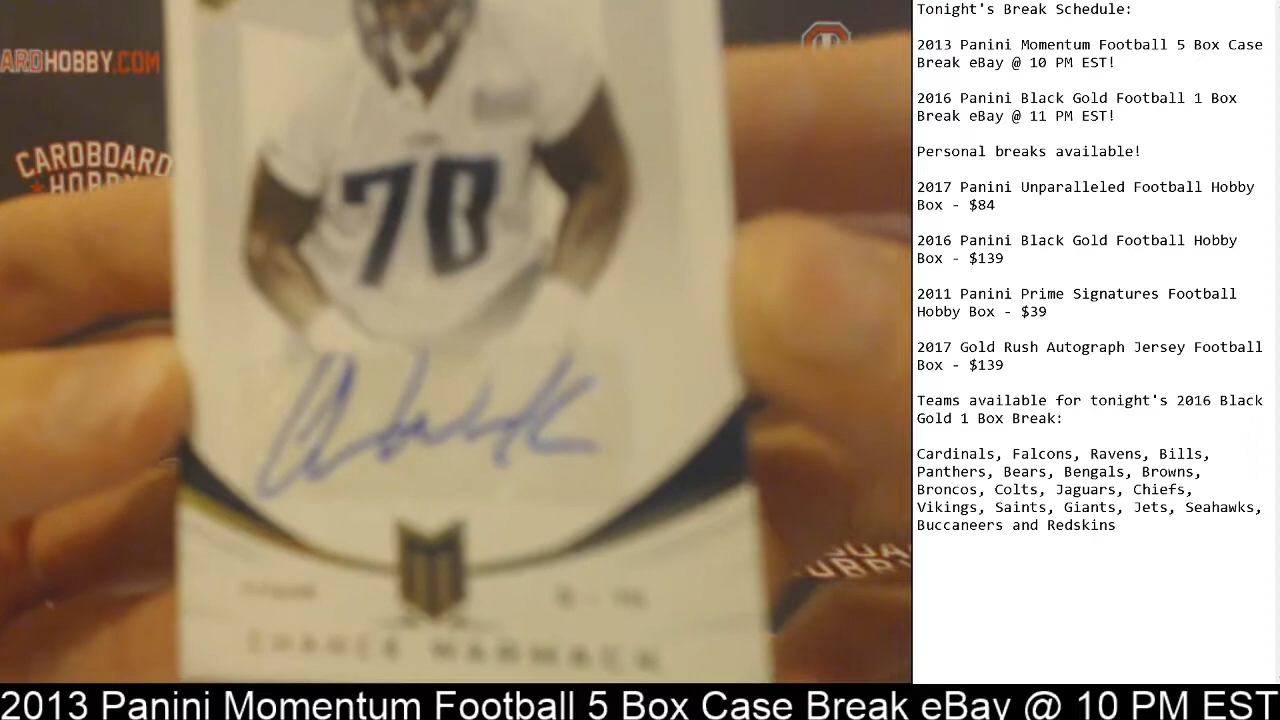 ARDHOBBY.COM
CARDBOARD
HOBBY
70
CHANCE WARMACK
Tonight's Break Schedule:
2013 Panini Momentum Football 5 Box Case
Break eBay @ 10 PM EST!
2016 Panini Black Gold Football 1 Box
Break eBay @ 11 PM EST!
Personal breaks available!
2017 Panini Unparalleled Football Hobby
Box - $84
2016 Panini Black Gold Football Hobby
Box - $139
2011 Panini Prime Signatures Football
Hobby Box - $39
2017 Gold Rush Autograph Jersey Football
Box - $139
Teams available for tonight's 2016 Black
Gold 1 Box Break:
Cardinals, Falcons, Ravens, Bills,
Panthers, Bears, Bengals, Browns,
Broncos, Colts, Jaguars, Chiefs,
Vikings, Saints, Giants, Jets, Seahawks,
Buccaneers and Redskins
2013 Panini Momentum Football 5 Box Case Break eBay @ 10 PM EST